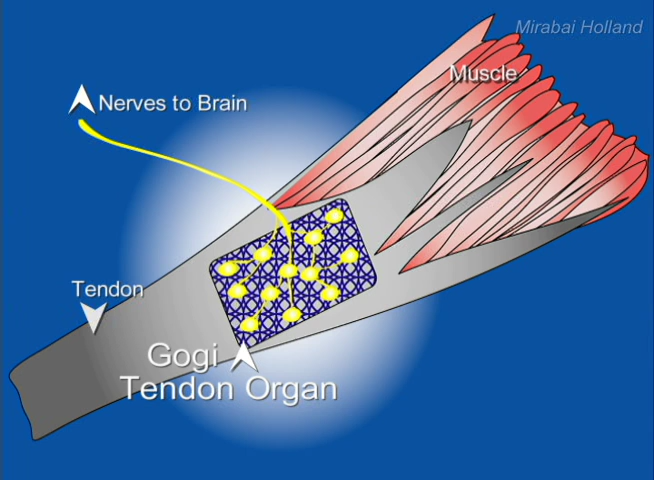 Mirabai Holland
Muscle
Nerves to Brain
Tendon
Gogi
Tendon Organ